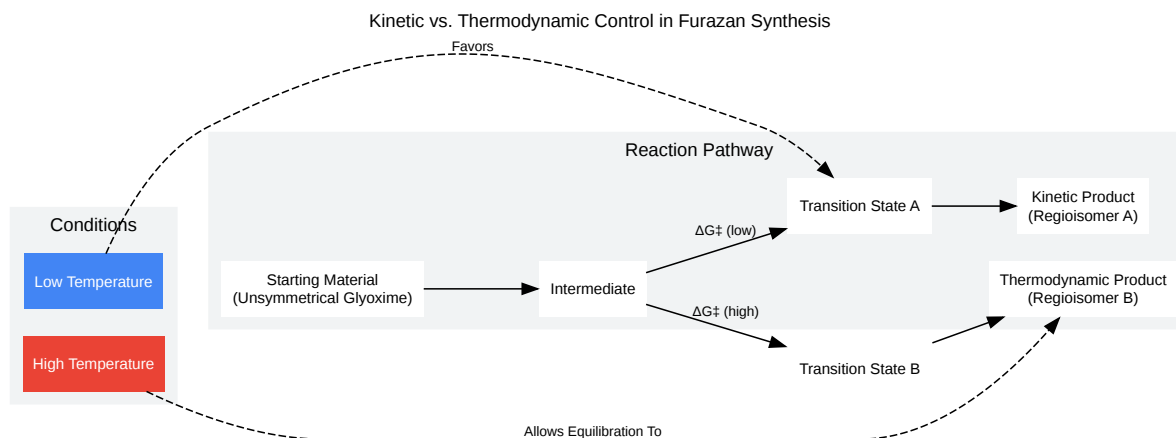 Kinetic vs. Thermodynamic Control in Furazan Synthesis
Favors
Reaction Pathway
Conditions
Low Temperature
High Temperature
Starting Material
(Unsymmetrical Glyoxime)
Intermediate
ΔG‡ (low)
ΔG‡ (high)
Transition State A
Kinetic Product
(Regioisomer A)
Transition State B
Thermodynamic Product
(Regioisomer B)
Allows Equilibration To